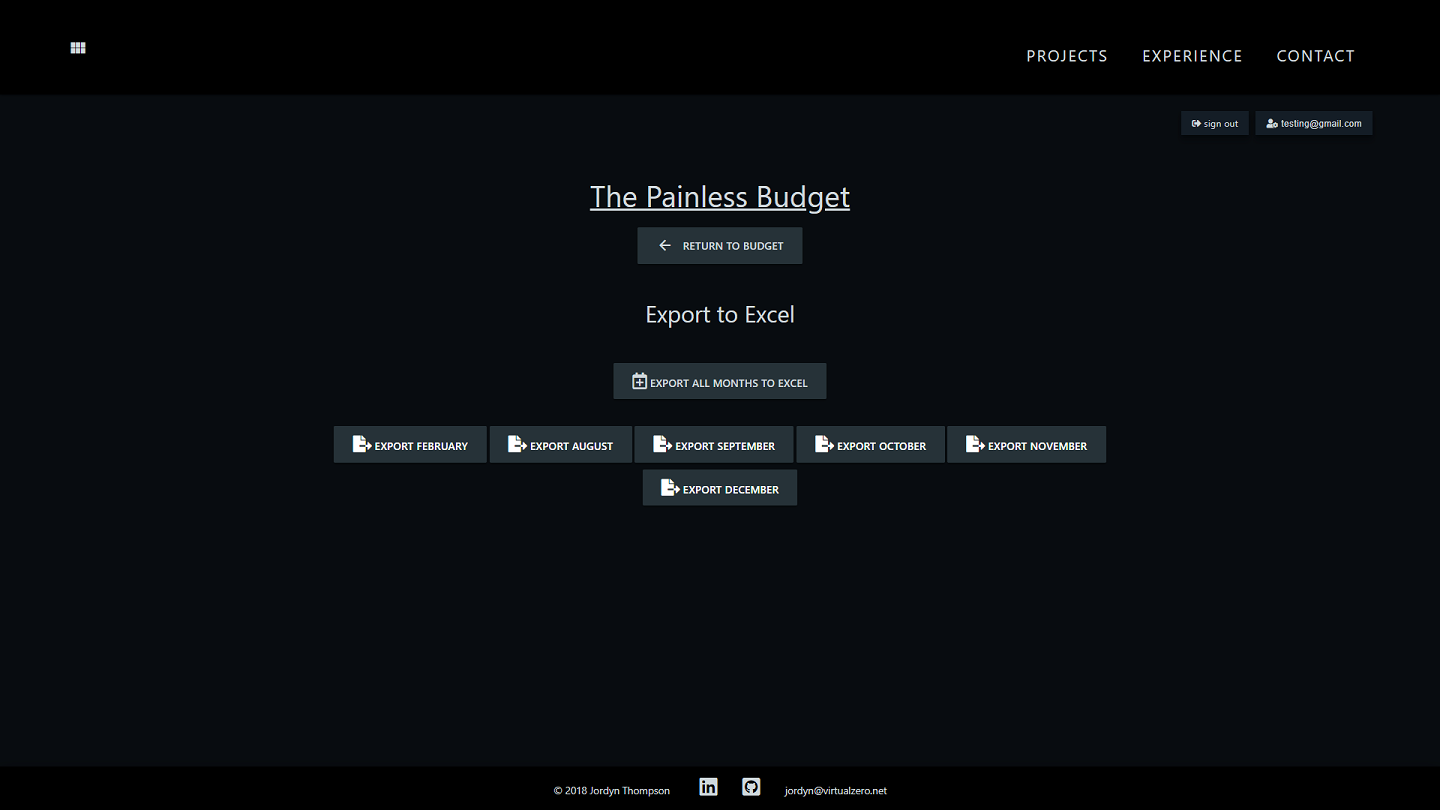 PROJECTS EXPERIENCE CONTACT
sign out testing@gmail.com
The Painless Budget
RETURN TO BUDGET
Export to Excel
EXPORT ALL MONTHS TO EXCEL
EXPORT FEBRUARY EXPORT AUGUST EXPORT SEPTEMBER EXPORT OCTOBER EXPORT NOVEMBER
EXPORT DECEMBER
© 2018 Jordyn Thompson in jordyn@virtualzero.net